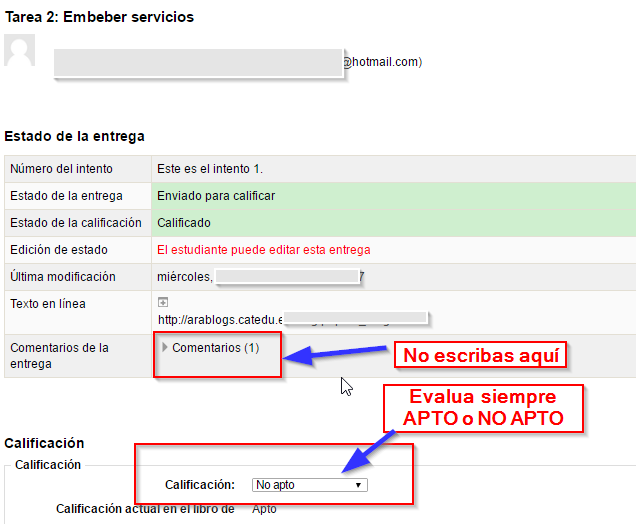 Tarea 2: Embeber servicios
@hotmail.com)
Estado de la entrega
Número del intento Este es el intento 1.
Estado de la entrega Enviado para calificar
Estado de la calificación Calificado
Edición de estado El estudiante puede editar esta entrega
Última modificación miércoles, 7
Texto en línea
http://arablogs.catedu.e
Comentarios de la entrega Comentarios (1)
No escribas aquí
Evalua siempre
APTO o NO APTO
Calificación
Calificación
Calificación: No apto
Calificación actual en el libro de Apto